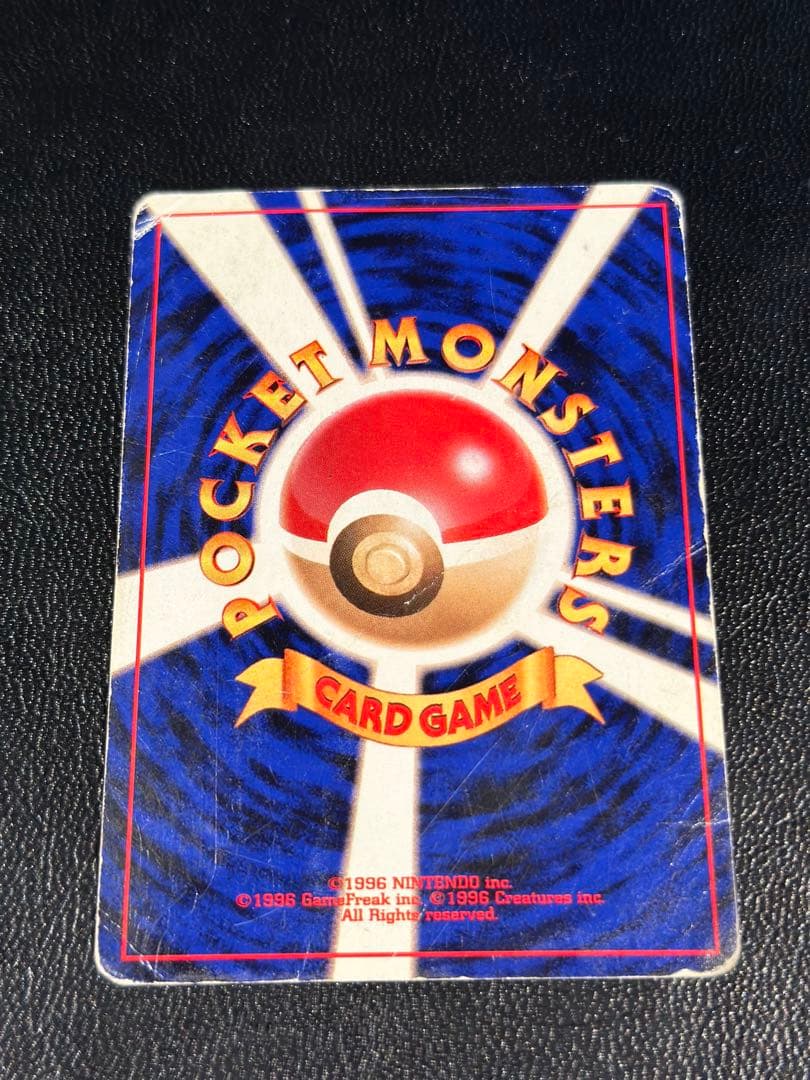 POCKET MONSTERS
CARD GAME
©1996 NINTENDO inc.
©1996 GameFreak inc. ©1996 Creatures inc.
All Rights reserved.